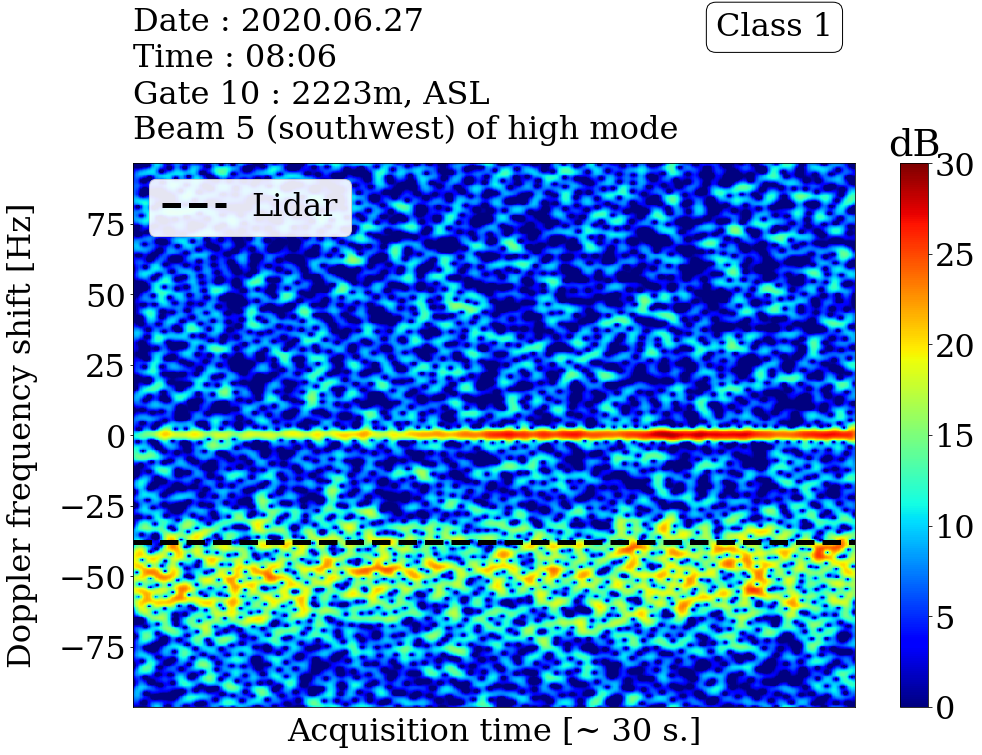 Date : 2020.06.27
Time : 08:06
Gate 10 : 2223m, ASL
Beam 5 (southwest) of high mode
Class 1
dB
Lidar
Doppler frequency shift [Hz]
75
50
25
0
−25
−50
−75
30
25
20
15
10
5
0
Acquisition time [~ 30 s.]